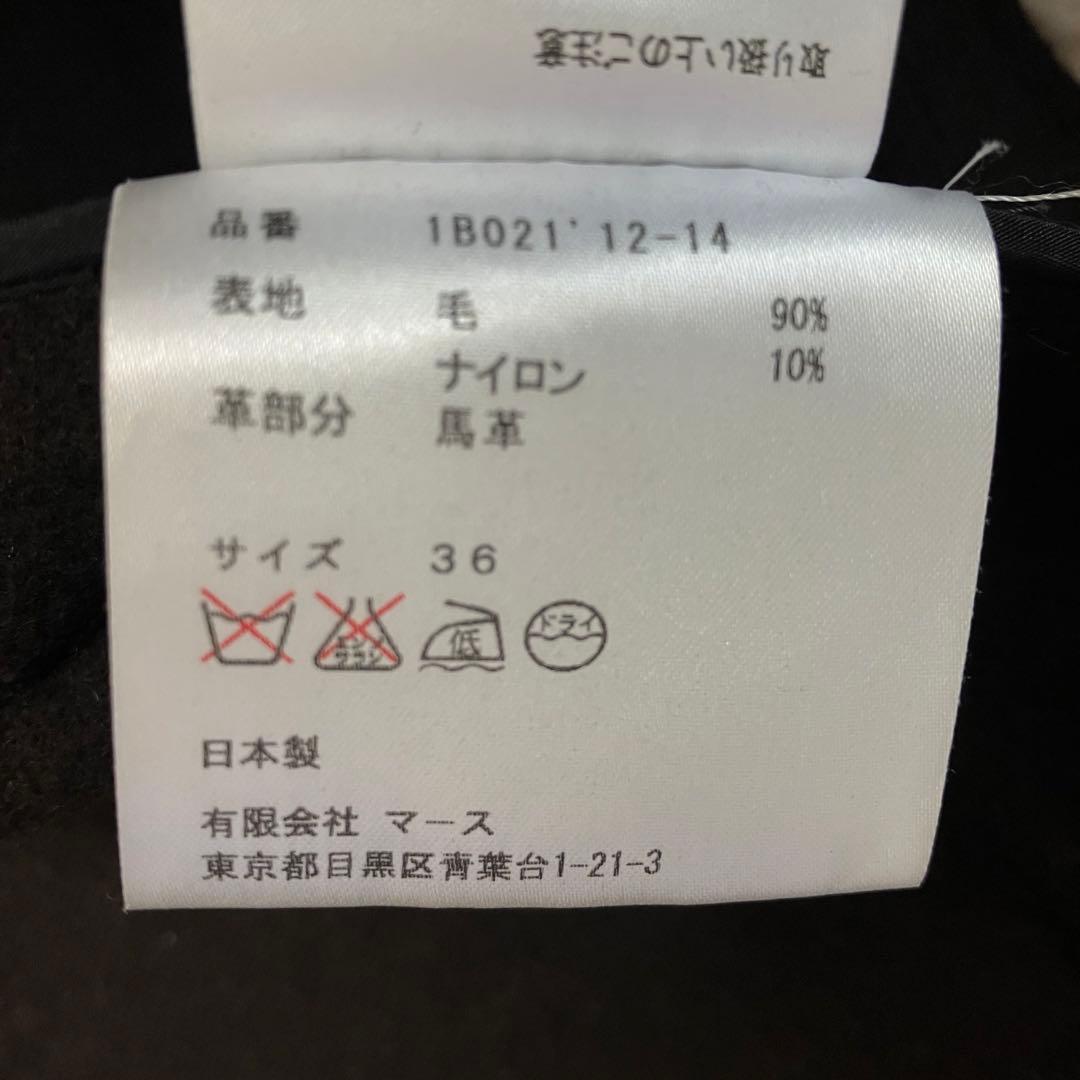 取り扱い上のご注意
品番 1B021' 12-14
表地 毛 90%
ナイロン 10%
革部分 馬革
サイズ 36
低 ドライ
日本製
有限会社 マース
東京都目黒区青葉台1-21-3